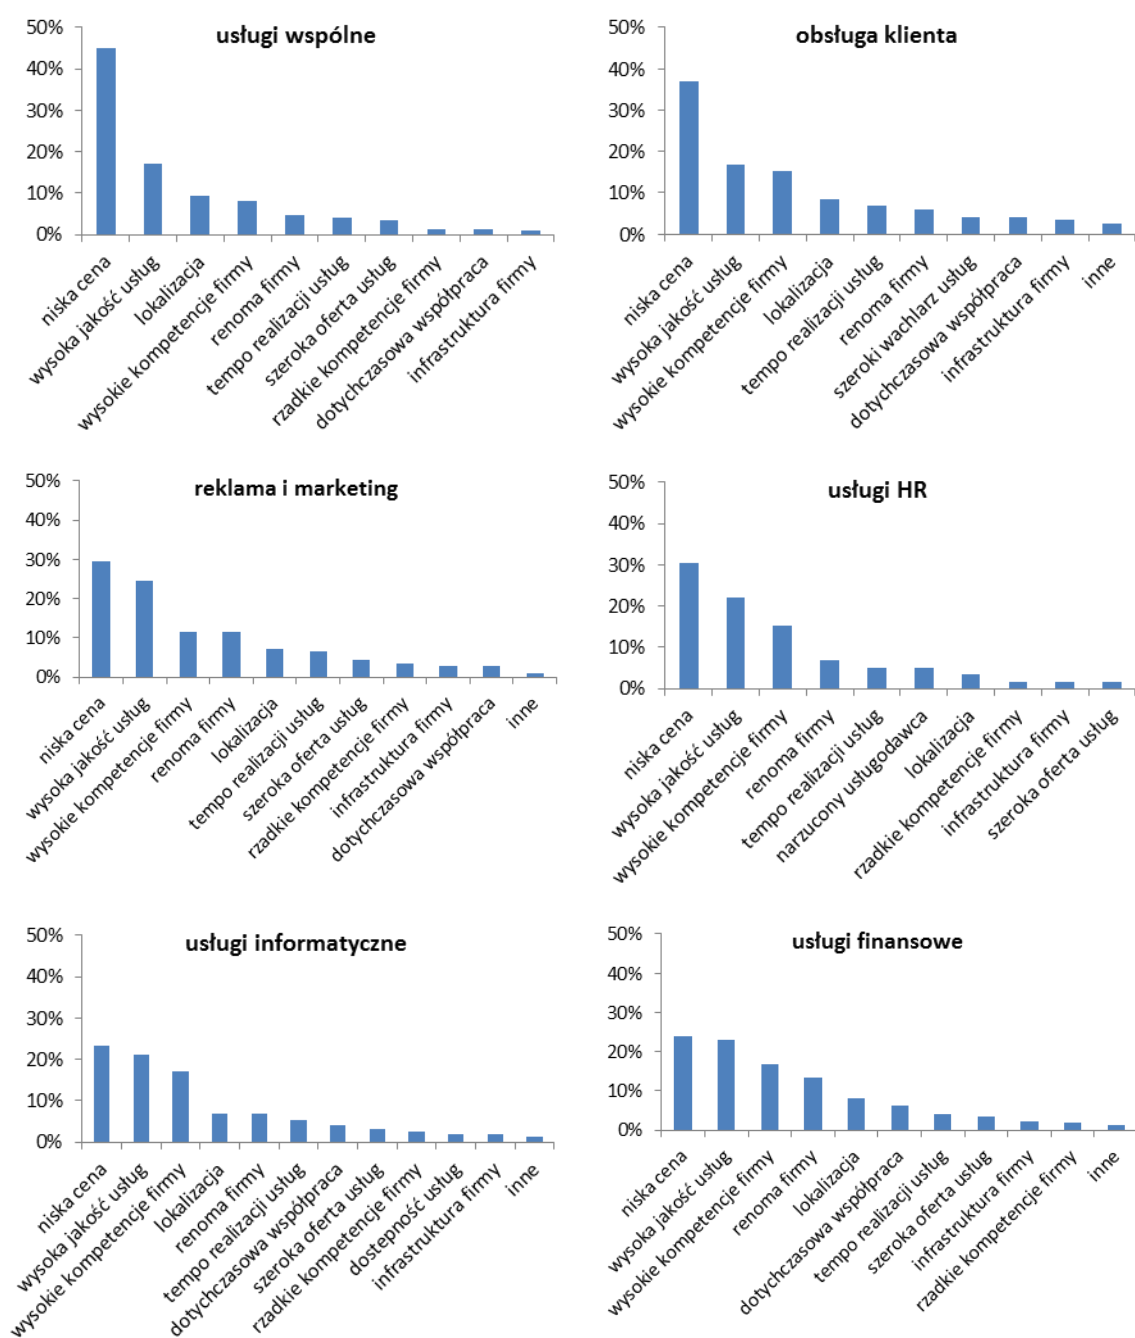 usługi wspólne
50%
40%
30%
20%
10%
0%
niska cena
wysoka jakość usług
lokalizacja
wysokie kompetencje firmy
renoma firmy
tempo realizacji usług
szeroka oferta usług
rzadkie kompetencje firmy
dotychczasowa współpraca
infrastruktura firmy
obsługa klienta
50%
40%
30%
20%
10%
0%
niska cena
wysoka jakość usług
wysokie kompetencje firmy
lokalizacja
tempo realizacji usług
renoma firmy
szeroki wachlarz usług
dotychczasowa współpraca
infrastruktura firmy
inne
reklama i marketing
50%
40%
30%
20%
10%
0%
niska cena
wysoka jakość usług
wysokie kompetencje firmy
renoma firmy
lokalizacja
tempo realizacji usług
szeroka oferta usług
rzadkie kompetencje firmy
infrastruktura firmy
dotychczasowa współpraca
inne
usługi HR
50%
40%
30%
20%
10%
0%
niska cena
wysoka jakość usług
wysokie kompetencje firmy
renoma firmy
tempo realizacji usług
narzucony usługodawca
lokalizacja
rzadkie kompetencje firmy
infrastruktura firmy
szeroka oferta usług
usługi informatyczne
50%
40%
30%
20%
10%
0%
niska cena
wysoka jakość usług
wysokie kompetencje firmy
lokalizacja
renoma firmy
tempo realizacji usług
dotychczasowa współpraca
szeroka oferta usług
rzadkie kompetencje firmy
dostępność usług
infrastruktura firmy
inne
usługi finansowe
50%
40%
30%
20%
10%
0%
niska cena
wysoka jakość usług
wysokie kompetencje firmy
renoma firmy
lokalizacja
dotychczasowa współpraca
tempo realizacji usług
szeroka oferta usług
infrastruktura firmy
rzadkie kompetencje firmy
inne